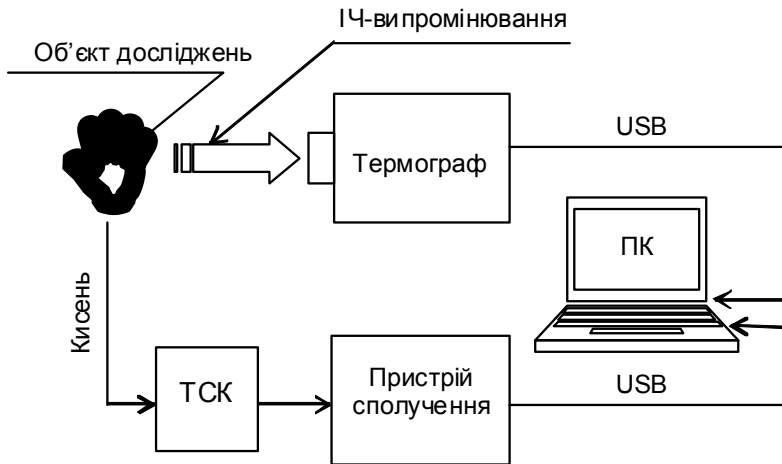 ІЧ-випромінювання
Об’єкт досліджень
USB
Термограф
ПК
Кисень
ТСК
Пристрій
сполучення
USB